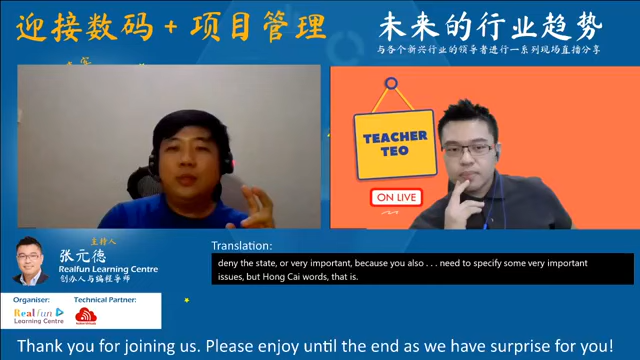 迎接数码 + 项目管理
未来的行业趋势
与各个新兴行业的领导者进行一系列现场直播分享
TEACHER
TEO
ON LIVE
主持人
张元德
Realfun Learning Centre
创办人与编程导师
Translation:
deny the state, or very important, because you also . . . need to specify some very important
issues, but Hong Cai words, that is.
Organiser:
Technical Partner:
Realfun
Learning Centre
Thank you for joining us. Please enjoy until the end as we have surprise for you!